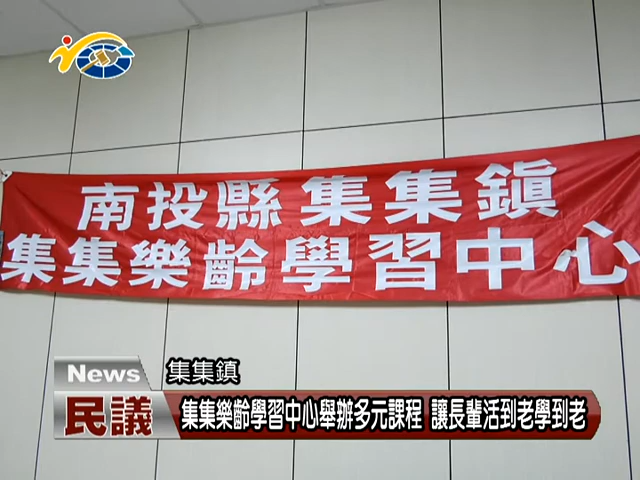 南投縣集集鎮
集集樂齡學習中心
News
集集鎮
民議
集集樂齡學習中心舉辦多元課程 讓長輩活到老學到老